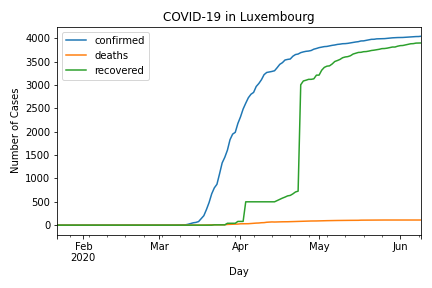 COVID-19 in Luxembourg
confirmed
deaths
recovered
Number of Cases
4000
3500
3000
2500
2000
1500
1000
500
0
Feb Mar Apr May Jun
2020
Day